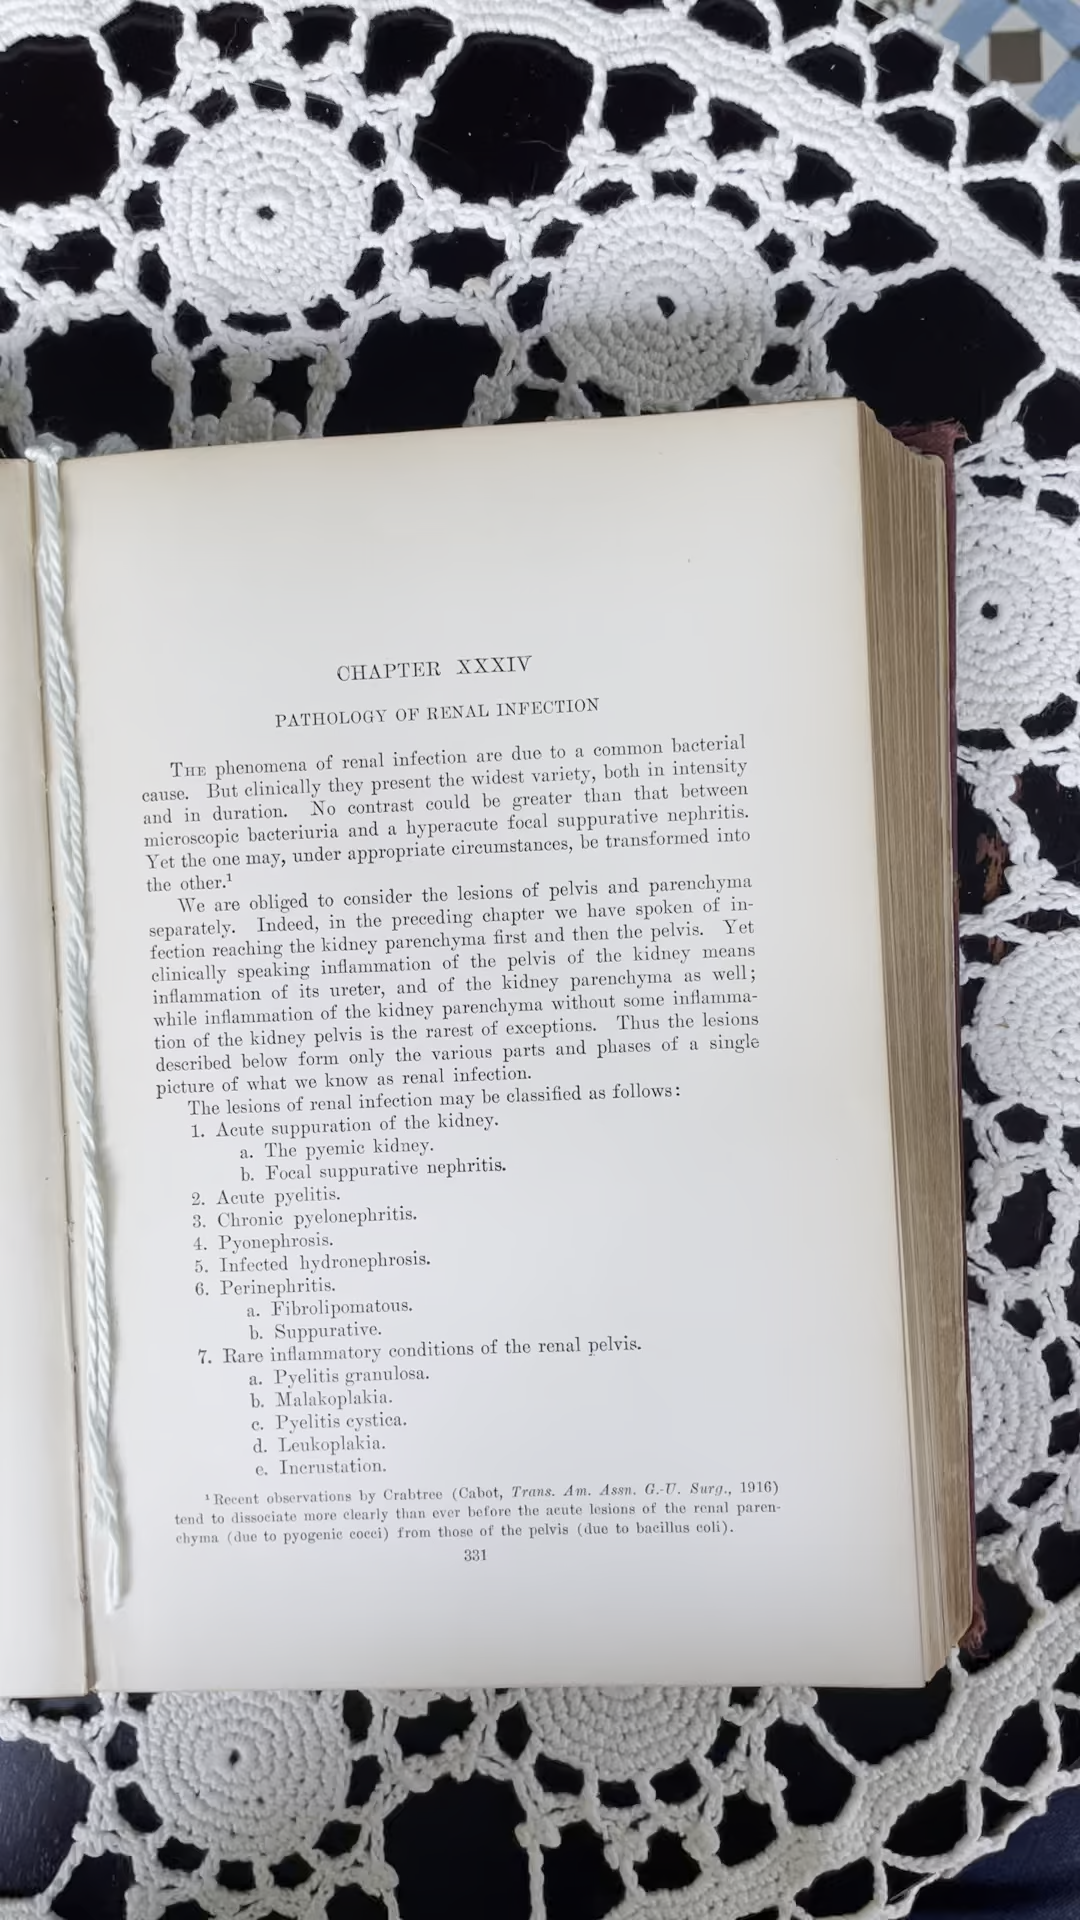 CHAPTER XXXIV
PATHOLOGY OF RENAL INFECTION
THE phenomena of renal infection are due to a common bacterial
cause. But clinically they present the widest variety, both in intensity
and in duration. No contrast could be greater than that between
microscopic bacteriuria and a hyperacute focal suppurative nephritis.
Yet the one may, under appropriate circumstances, be transformed into
the other.¹
We are obliged to consider the lesions of pelvis and parenchyma
separately. Indeed, in the preceding chapter we have spoken of in-
fection reaching the kidney parenchyma first and then the pelvis. Yet
clinically speaking inflammation of the pelvis of the kidney means
inflammation of its ureter, and of the kidney parenchyma as well;
while inflammation of the kidney parenchyma without some inflamma-
tion of the kidney pelvis is the rarest of exceptions. Thus the lesions
described below form only the various parts and phases of a single
picture of what we know as renal infection.
The lesions of renal infection may be classified as follows:
1. Acute suppuration of the kidney.
a. The pyemic kidney.
b. Focal suppurative nephritis.
2. Acute pyelitis.
3. Chronic pyelonephritis.
4. Pyonephrosis.
5. Infected hydronephrosis.
6. Perinephritis.
a. Fibrolipomatous.
b. Suppurative.
7. Rare inflammatory conditions of the renal pelvis.
a. Pyelitis granulosa.
b. Malakoplakia.
c. Pyelitis cystica.
d. Leukoplakia.
e. Incrustation.
¹ Recent observations by Crabtree (Cabot, Trans. Am. Assn. G.-U. Surg., 1916)
tend to dissociate more clearly than ever before the acute lesions of the renal paren-
chyma (due to pyogenic cocci) from those of the pelvis (due to bacillus coli).
331